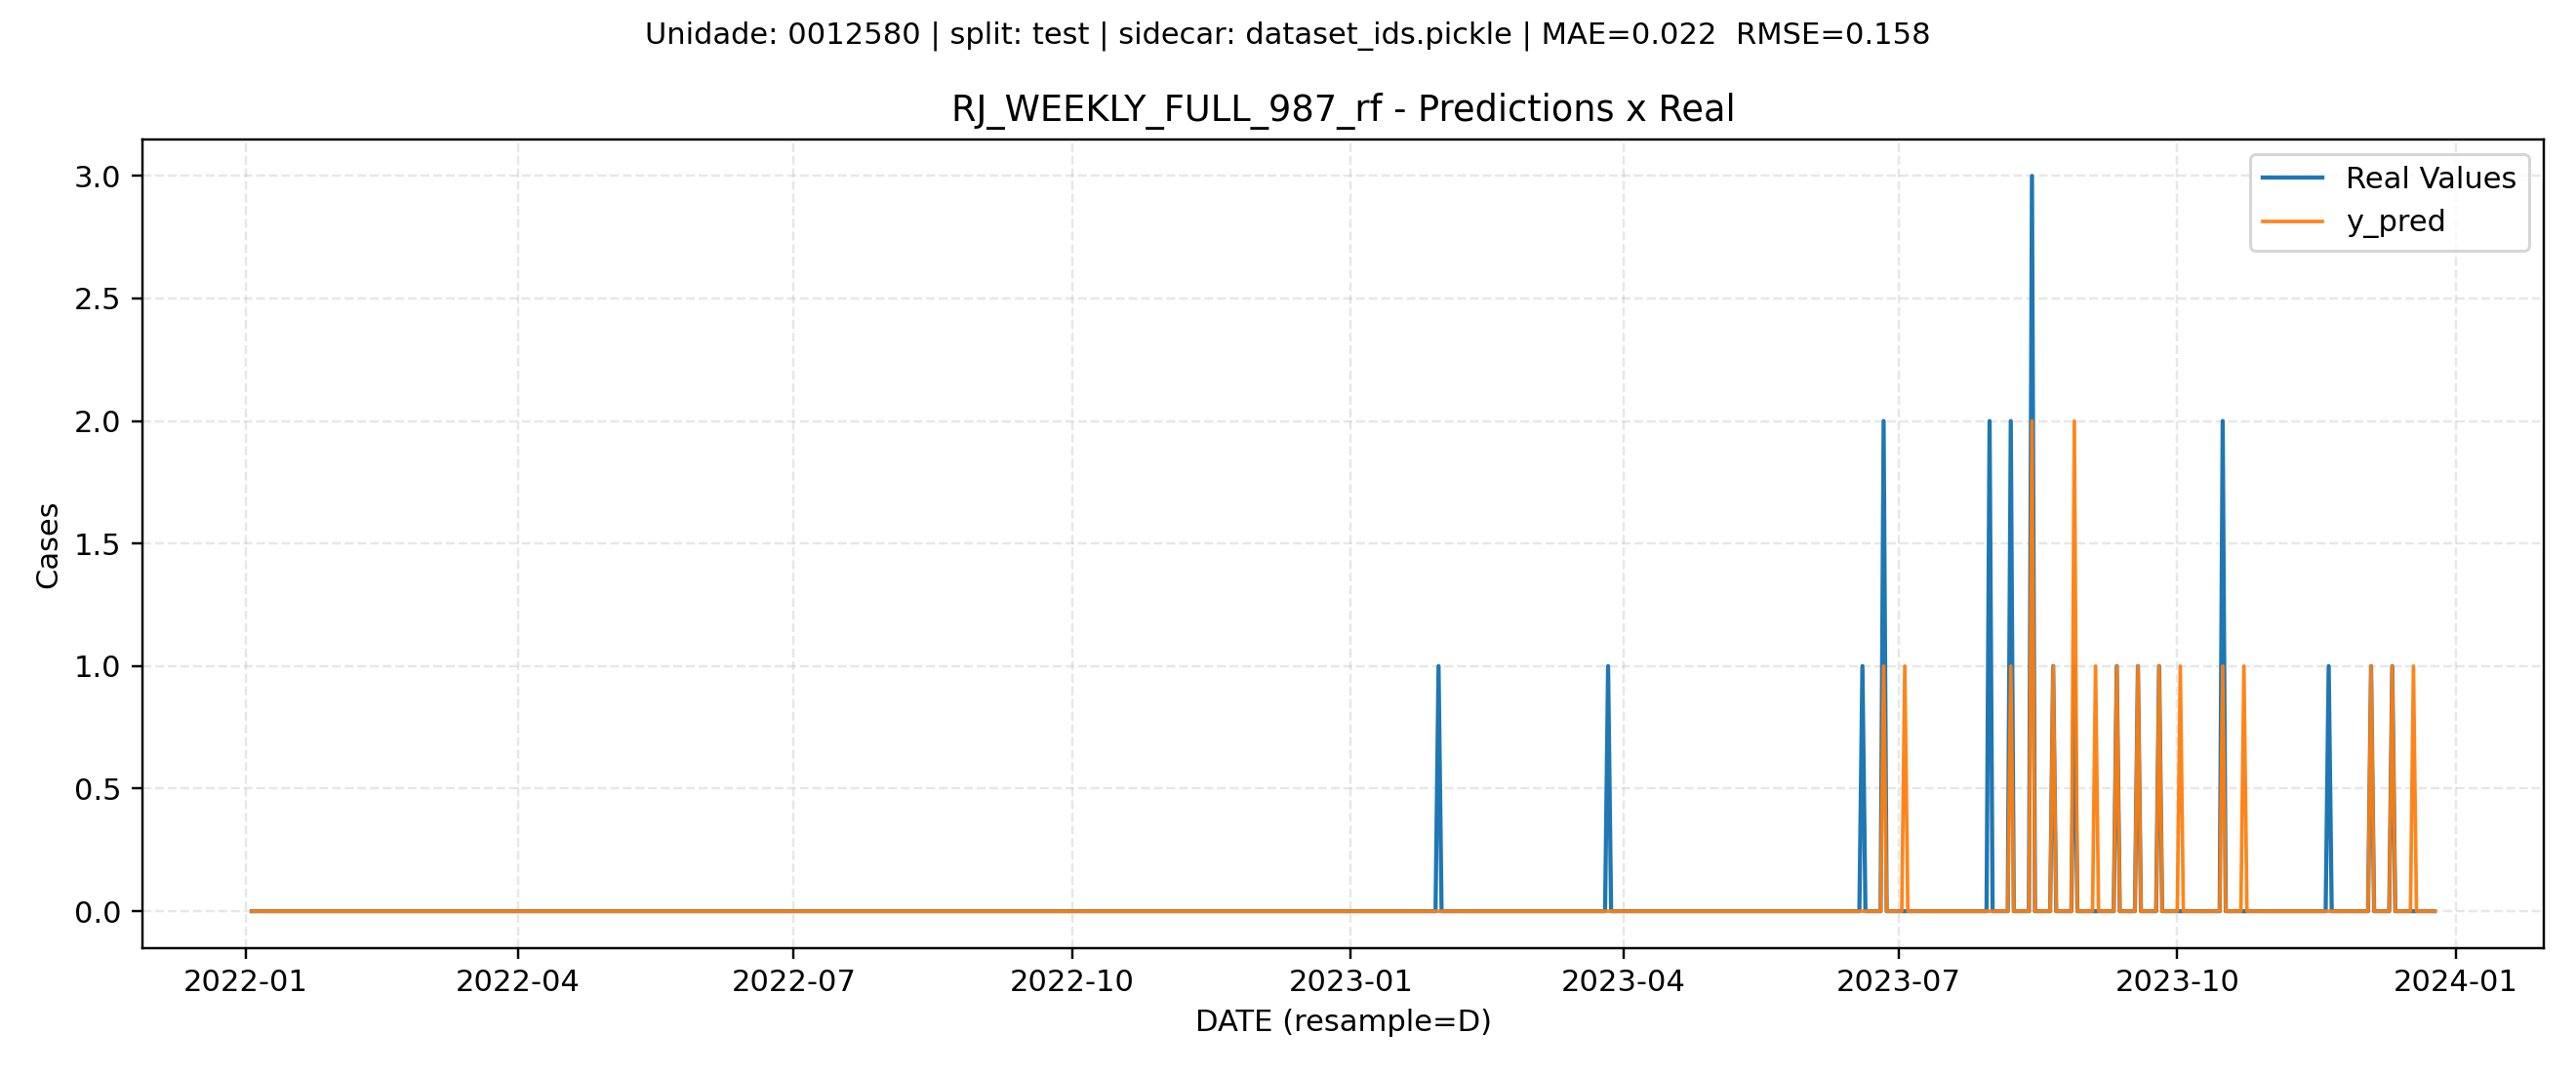 Unidade: 0012580 | split: test | sidecar: dataset_ids.pickle | MAE=0.022  RMSE=0.158
RJ_WEEKLY_FULL_987_rf - Predictions x Real
Real Values
y_pred
Cases
3.0
2.5
2.0
1.5
1.0
0.5
0.0
2022-01
2022-04
2022-07
2022-10
2023-01
2023-04
2023-07
2023-10
2024-01
DATE (resample=D)